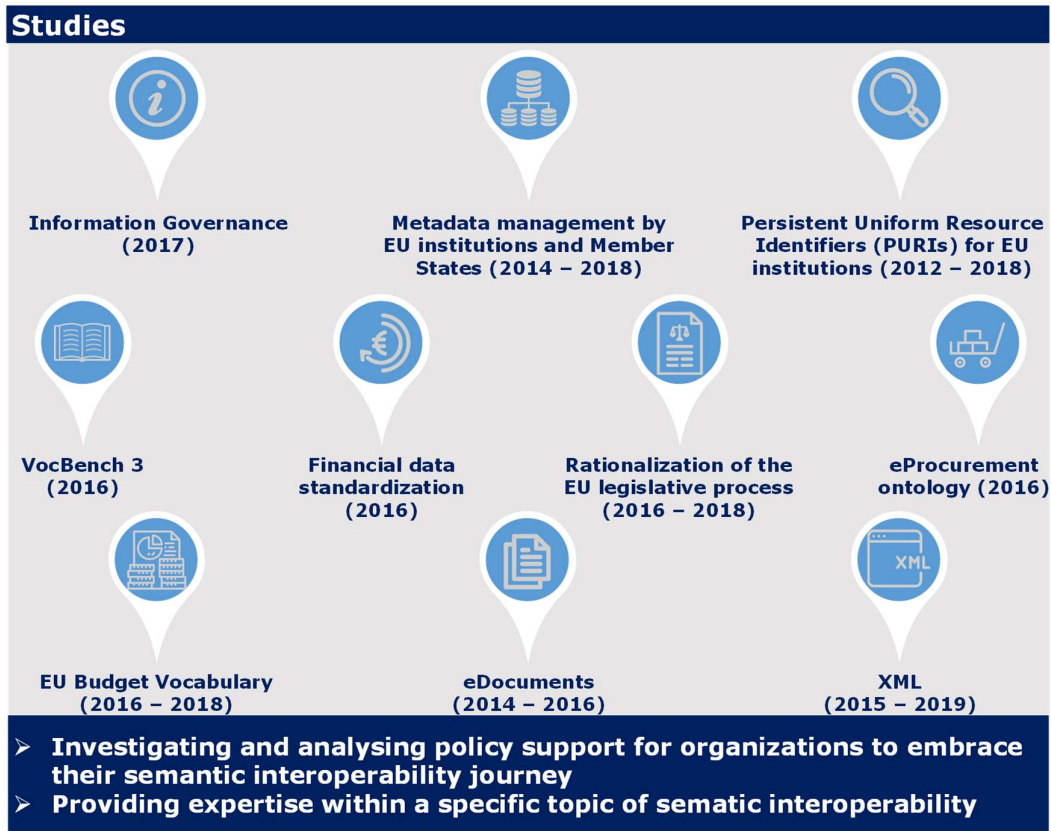 Studies
Information Governance
(2017)
Metadata management by
EU institutions and Member
States (2014 – 2018)
Persistent Uniform Resource
Identifiers (PURIs) for EU
institutions (2012 – 2018)
VocBench 3
(2016)
Financial data
standardization
(2016)
Rationalization of the
EU legislative process
(2016 – 2018)
eProcurement
ontology (2016)
XML
EU Budget Vocabulary
(2016 – 2018)
eDocuments
(2014 – 2016)
XML
(2015 – 2019)
➢ Investigating and analysing policy support for organizations to embrace
their semantic interoperability journey
➢ Providing expertise within a specific topic of sematic interoperability